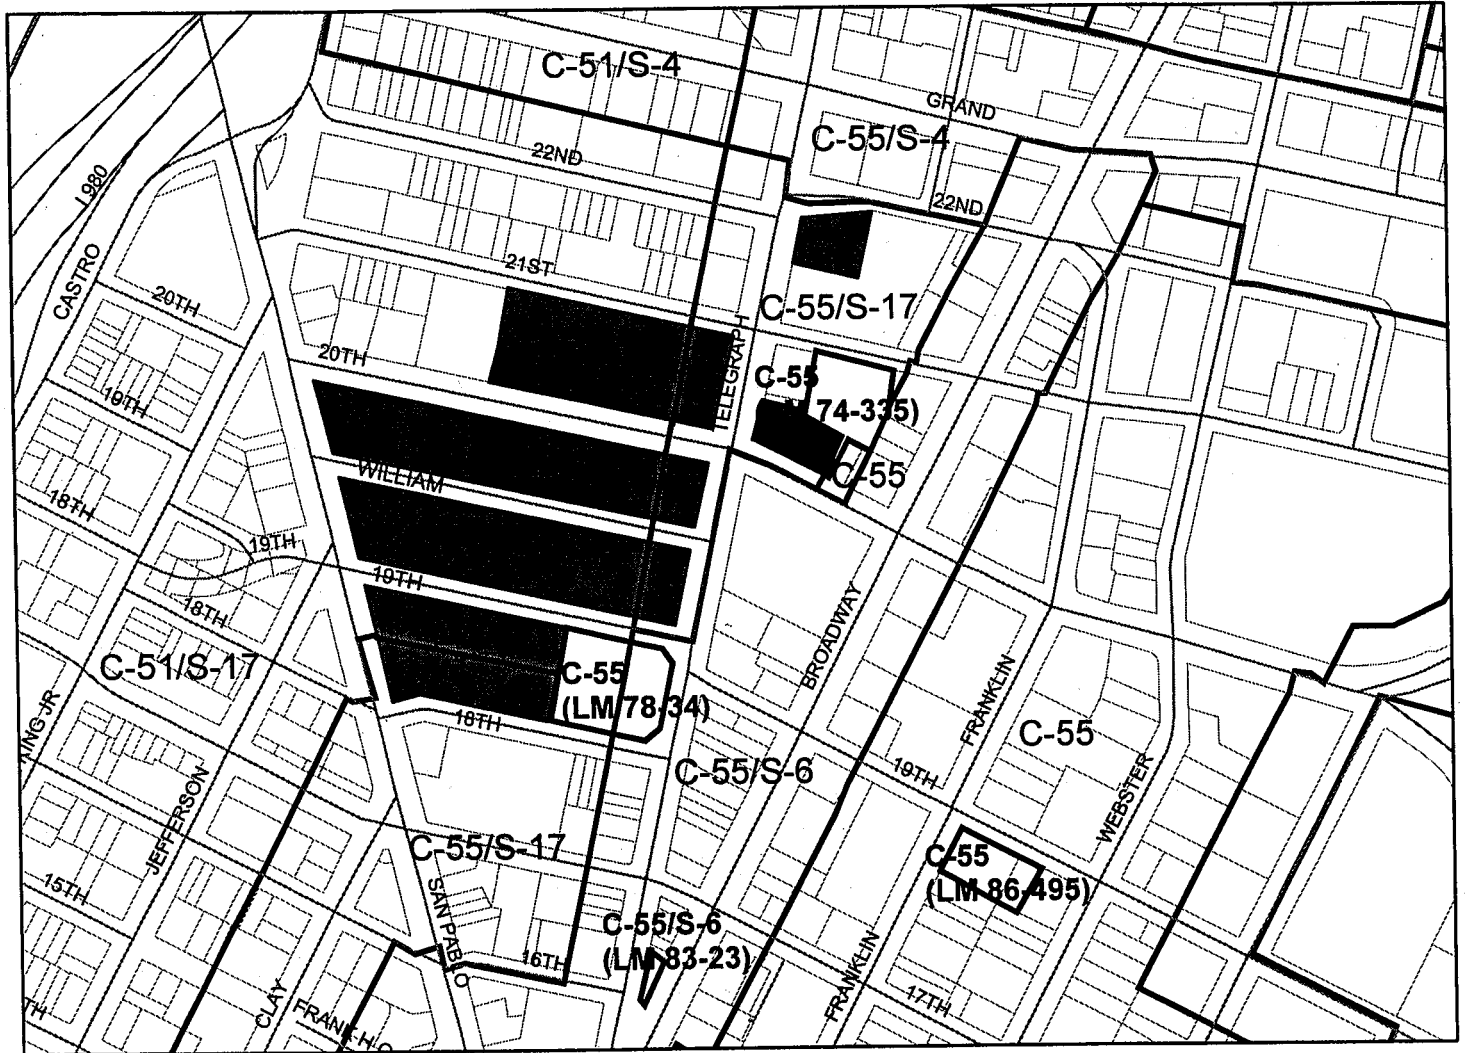 C-51/S-4
GRAND
C-55/S-4
22ND
22ND
I 980
CASTRO
21ST
20TH
C-55/S-17
20TH
TELEGRAPH
C-55
74-335)
19TH
WILLIAM
C-55
18TH
19TH
19TH
18TH
BROADWAY
C-51/S-17
C-55
(LM 78-34)
FRANKLIN
18TH
C-55
KING JR
C-55/S-6
19TH
WEBSTER
JEFFERSON
C-55/S-17
C-55
(LM 86-495)
15TH
SAN PABLO
C-55/S-6
(LM 83-23)
16TH
FRANKLIN
17TH
CLAY
TH
FRANK H O